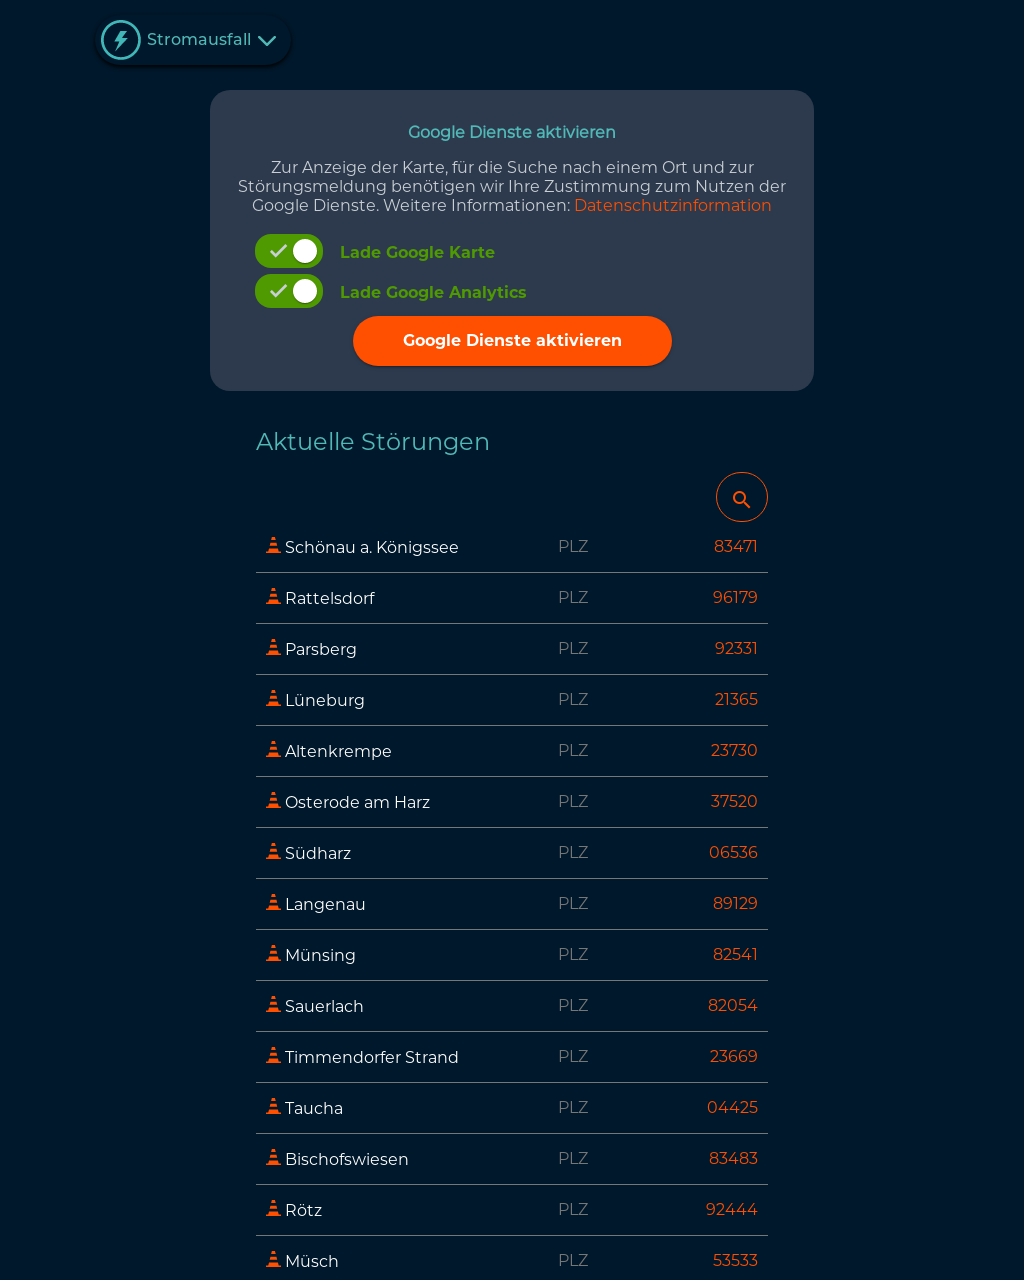 Stromausfall
Google Dienste aktivieren
Zur Anzeige der Karte, für die Suche nach einem Ort und zur
Störungsmeldung benötigen wir Ihre Zustimmung zum Nutzen der
Google Dienste. Weitere Informationen: Datenschutzinformation
Lade Google Karte
Lade Google Analytics
Google Dienste aktivieren
Aktuelle Störungen
Schönau a. Königssee PLZ 83471
Rattelsdorf PLZ 96179
Parsberg PLZ 92331
Lüneburg PLZ 21365
Altenkrempe PLZ 23730
Osterode am Harz PLZ 37520
Südharz PLZ 06536
Langenau PLZ 89129
Münsing PLZ 82541
Sauerlach PLZ 82054
Timmendorfer Strand PLZ 23669
Taucha PLZ 04425
Bischofswiesen PLZ 83483
Rötz PLZ 92444
Müsch PLZ 53533